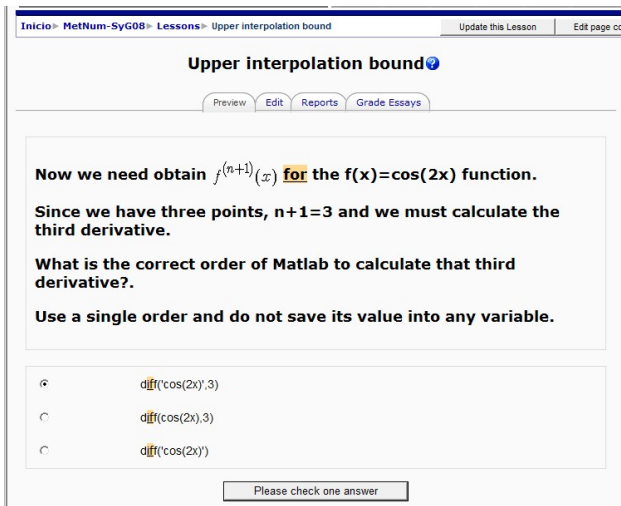 Inicio▶ MetNum-SyG08▶ Lessons▶ Upper interpolation bound
Update this Lesson
Edit page co
Upper interpolation bound?
Preview Edit Reports Grade Essays
Now we need obtain f^(n+1)(x) for the f(x)=cos(2x) function.
Since we have three points, n+1=3 and we must calculate the
third derivative.
What is the correct order of Matlab to calculate that third
derivative?.
Use a single order and do not save its value into any variable.
diff('cos(2x)',3)
diff(cos(2x),3)
diff('cos(2x)')
Please check one answer